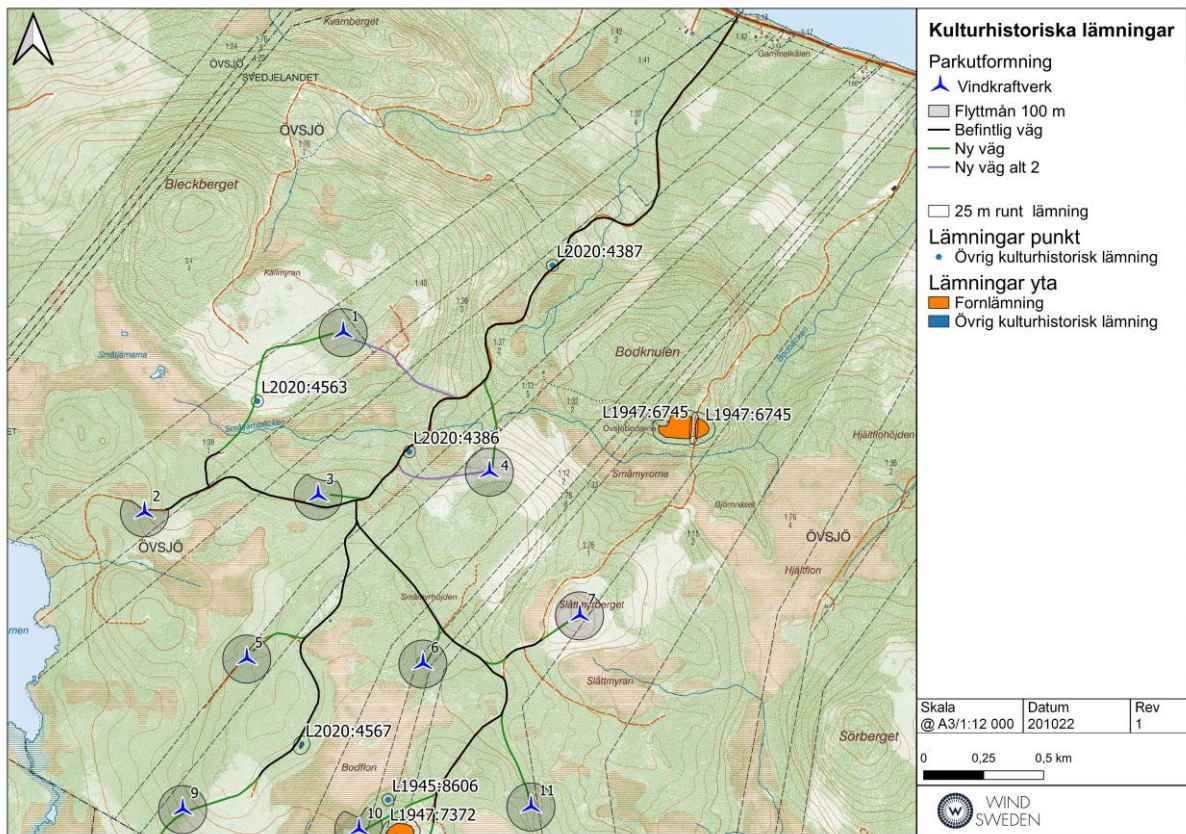 Kulturhistoriska lämningar
Parkutformning
Vindkraftverk
Flyttmån 100 m
Befintlig väg
Ny väg
Ny väg alt 2
25 m runt lämning
Lämningar punkt
Övrig kulturhistorisk lämning
Lämningar yta
Fornlämning
Övrig kulturhistorisk lämning
Skala
@ A3/1:12 000
Datum
201022
Rev
1
0 0,25 0,5 km
WIND
SWEDEN
Kvarnberget
ÖVSJÖ
SVEDJELANDET
Gammelkålen
ÖVSJÖ
Bleckberget
L2020:4387
Källmyran
1
Bodknulen
Småtjärnarna
L2020:4563
L1947:6745
L1947:6745
Småtjärnbäcken
L2020:4386
Hjältflohöjden
4
Småmyrorna
3
2
Björnnäset
ÖVSJÖ
ÖVSJÖ
Hjältflon
Småmyrhöjden
7
Slåttmyrberget
5
6
Slåttmyran
L2020:4567
Sörberget
Bodflon
L1945:8606
9
10
L1947:7372
11